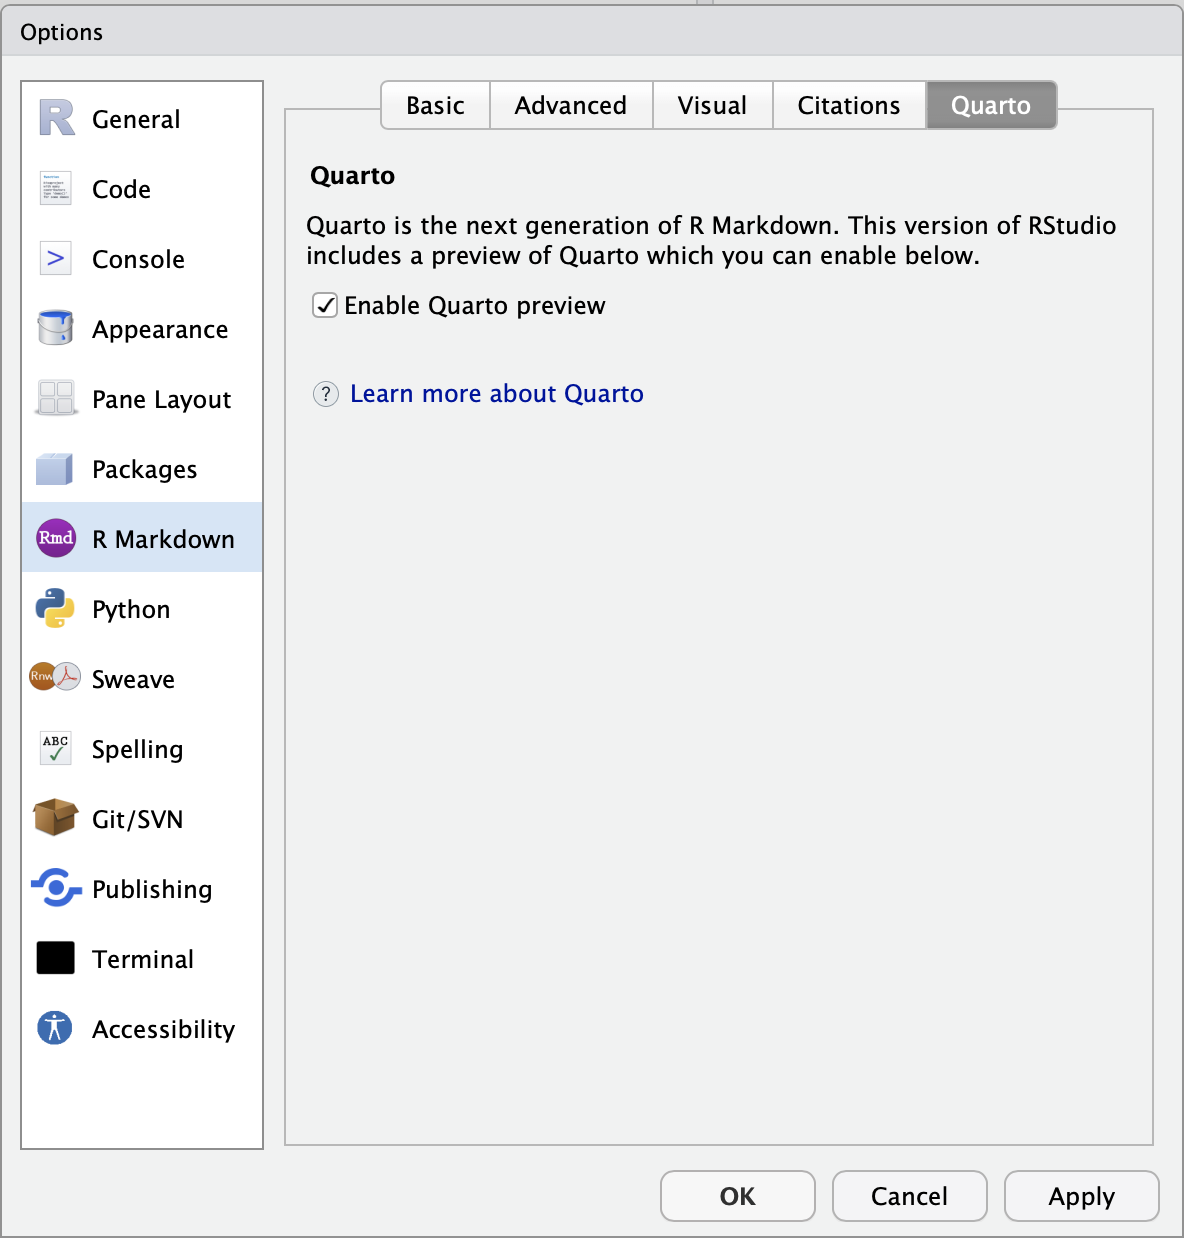 Options
General
Code
>
Console
Appearance
Pane Layout
Packages
Rmd
R Markdown
Python
Rnw
Sweave
ABC
Spelling
Git/SVN
Publishing
Terminal
Accessibility
Basic
Advanced
Visual
Citations
Quarto
Quarto
Quarto is the next generation of R Markdown. This version of RStudio
includes a preview of Quarto which you can enable below.
Enable Quarto preview
? Learn more about Quarto
OK
Cancel
Apply